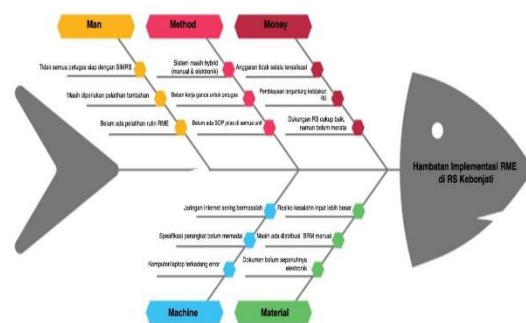 Man
Method
Money
Tidak semua petugas siap dengan SIMRS
Masih diperlukan pelatihan tambahan
Belum ada pelatihan rutin RME
Sistem masih hybrid
(manual & elektronik)
Beban kerja ganda untuk petugas
Belum ada SOP jelas di semua unit
Anggaran tidak selalu terealisasi
Pembiayaan tergantung kebijakan
RS
Dukungan RS cukup baik,
namun belum merata
Hambatan Implementasi RME
di RS Kebonjati
Jaringan internet sering bermasalah
Spesifikasi perangkat belum memadai
Komputer/laptop terkadang error
Resiko kesalahn input lebih besar
Masih ada distribusi BRM manual
Dokumen belum sepenuhnya
elektronik
Machine
Material